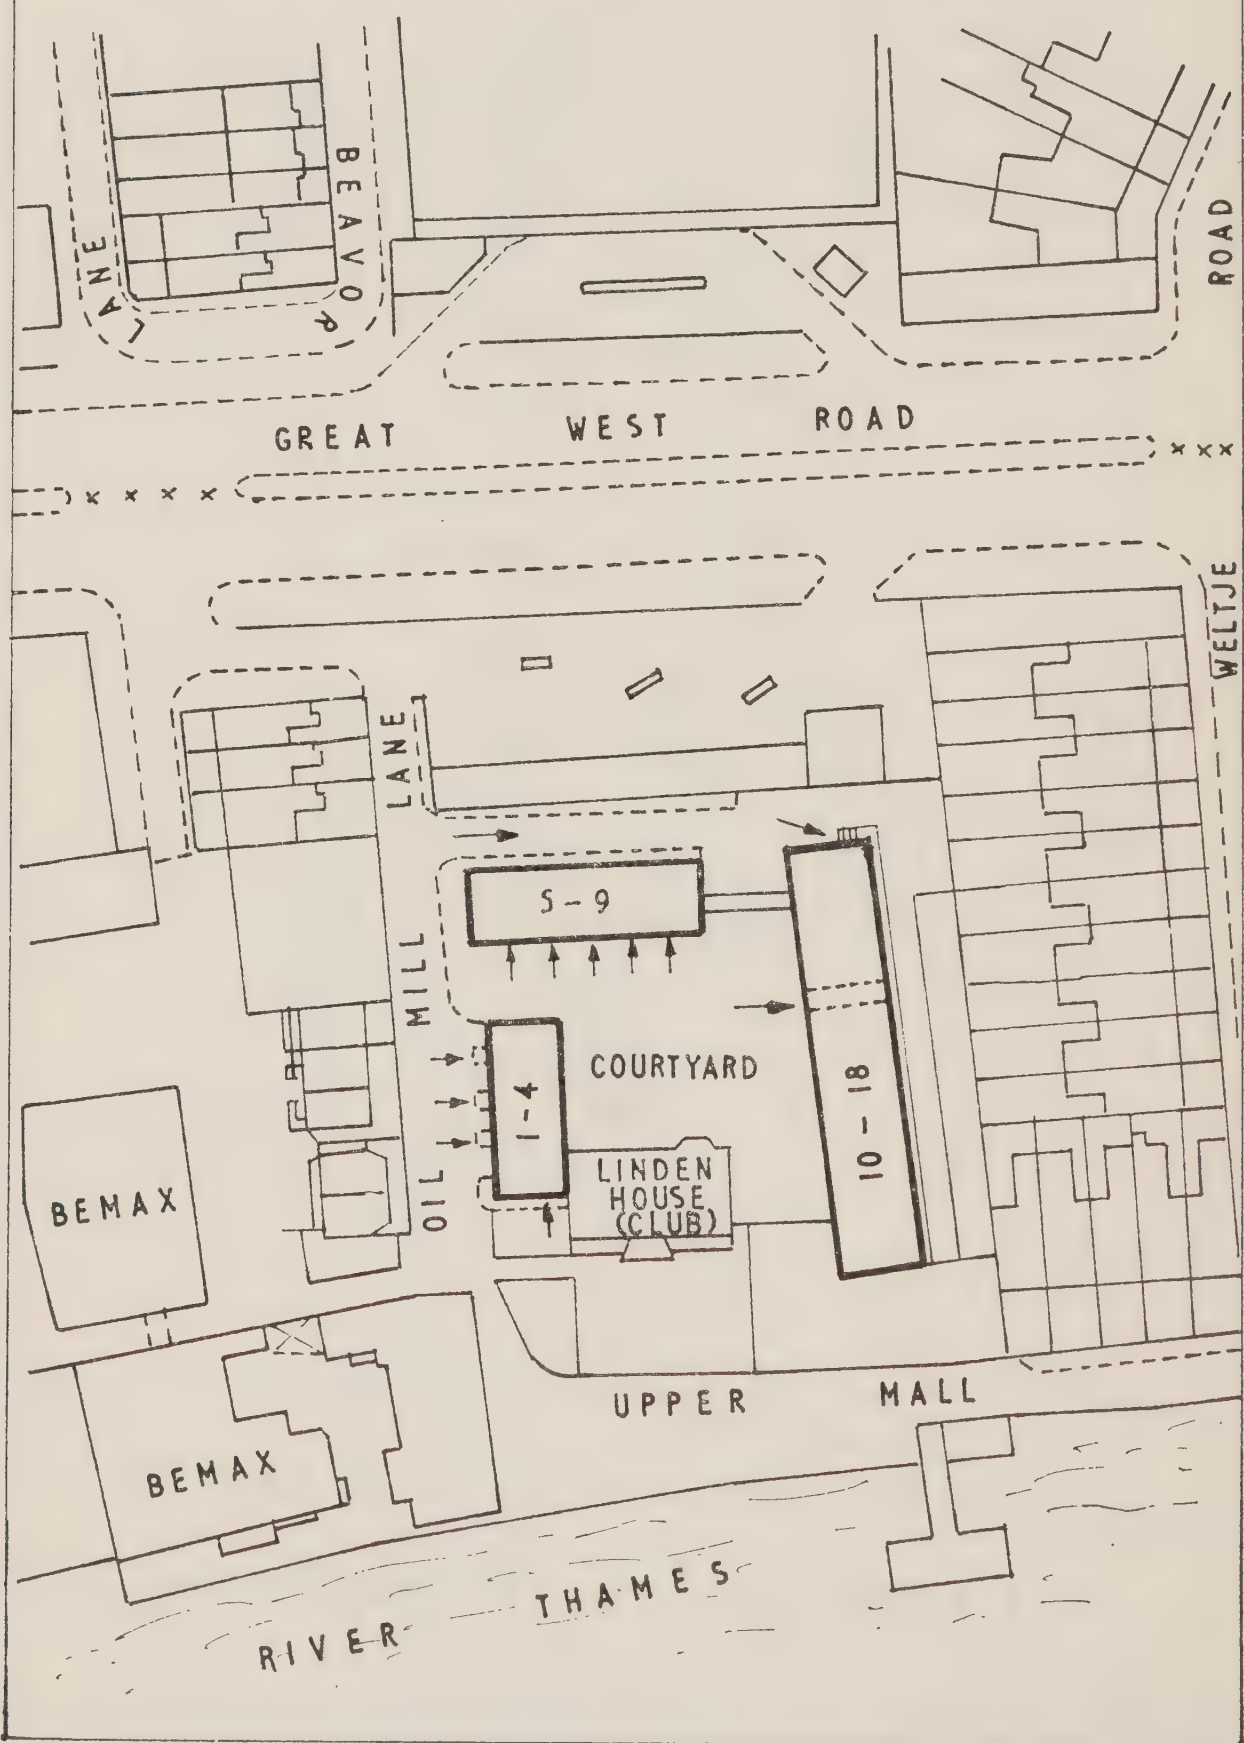 BEAVOR
LANE
ROAD
GREAT WEST ROAD
WELTJE
LANE
5-9
MILL
COURTYARD
1-4
10-18
OIL
LINDEN
HOUSE
(CLUB)
BEMAX
UPPER MALL
BEMAX
RIVER THAMES